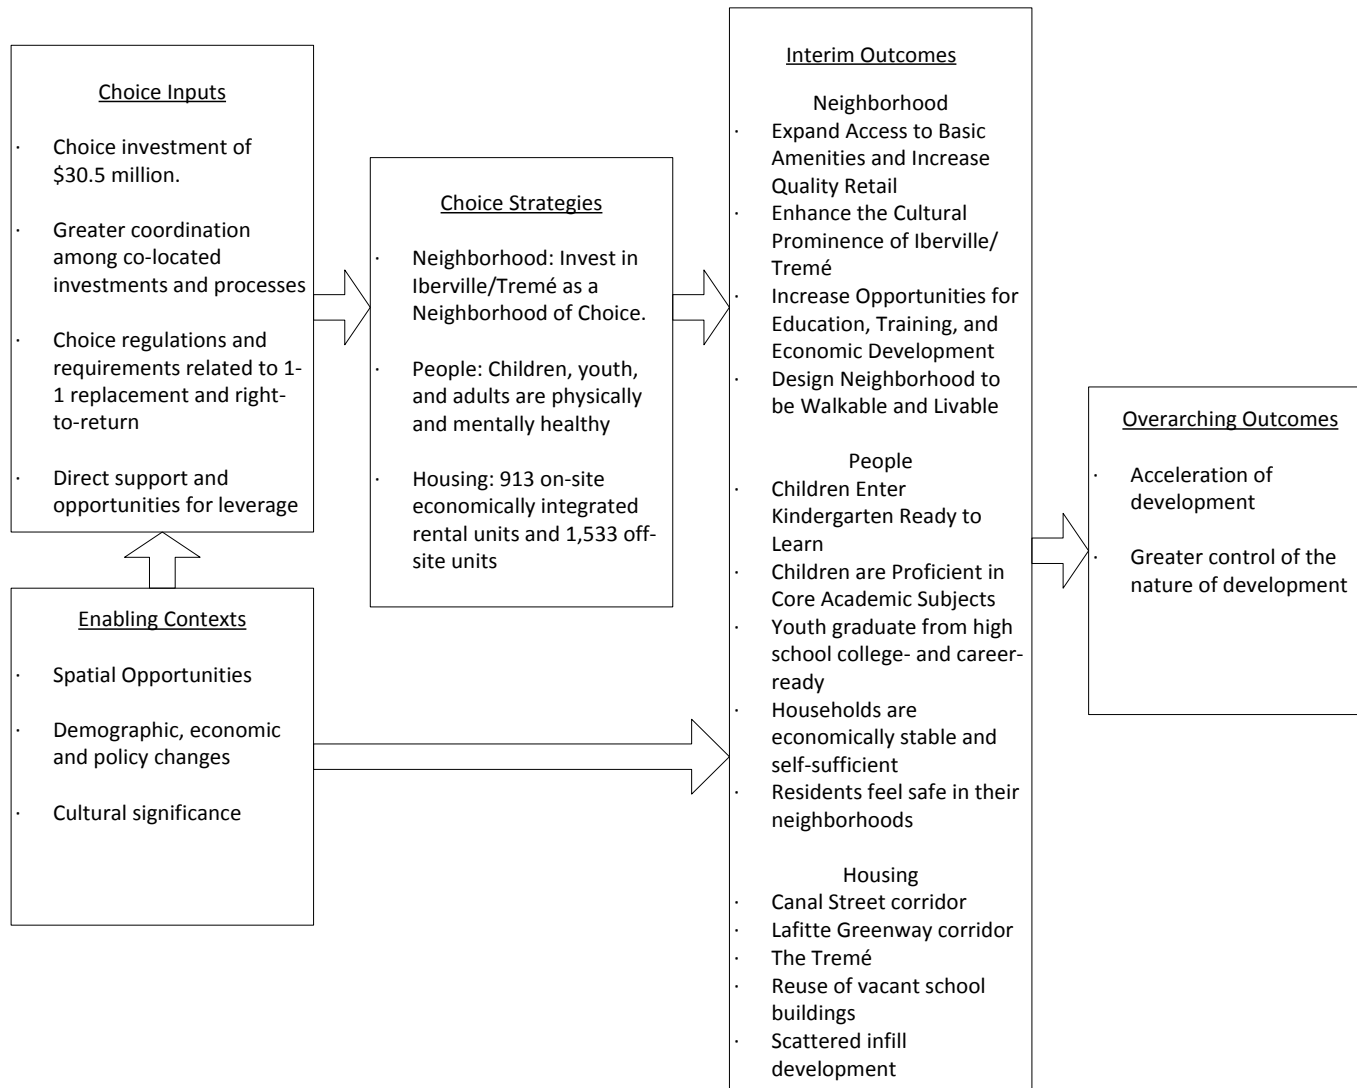 Choice Inputs
· Choice investment of
$30.5 million.
· Greater coordination
among co-located
investments and processes
· Choice regulations and
requirements related to 1-
1 replacement and right-
to-return
· Direct support and
opportunities for leverage
Enabling Contexts
· Spatial Opportunities
· Demographic, economic
and policy changes
· Cultural significance
Choice Strategies
· Neighborhood: Invest in
Iberville/Tremé as a
Neighborhood of Choice.
· People: Children, youth,
and adults are physically
and mentally healthy
· Housing: 913 on-site
economically integrated
rental units and 1,533 off-
site units
Interim Outcomes
Neighborhood
· Expand Access to Basic
Amenities and Increase
Quality Retail
· Enhance the Cultural
Prominence of Iberville/
Tremé
· Increase Opportunities for
Education, Training, and
Economic Development
· Design Neighborhood to
be Walkable and Livable
People
· Children Enter
Kindergarten Ready to
Learn
· Children are Proficient in
Core Academic Subjects
· Youth graduate from high
school college- and career-
ready
· Households are
economically stable and
self-sufficient
· Residents feel safe in their
neighborhoods
Housing
· Canal Street corridor
· Lafitte Greenway corridor
· The Tremé
· Reuse of vacant school
buildings
· Scattered infill
development
Overarching Outcomes
· Acceleration of
development
· Greater control of the
nature of development